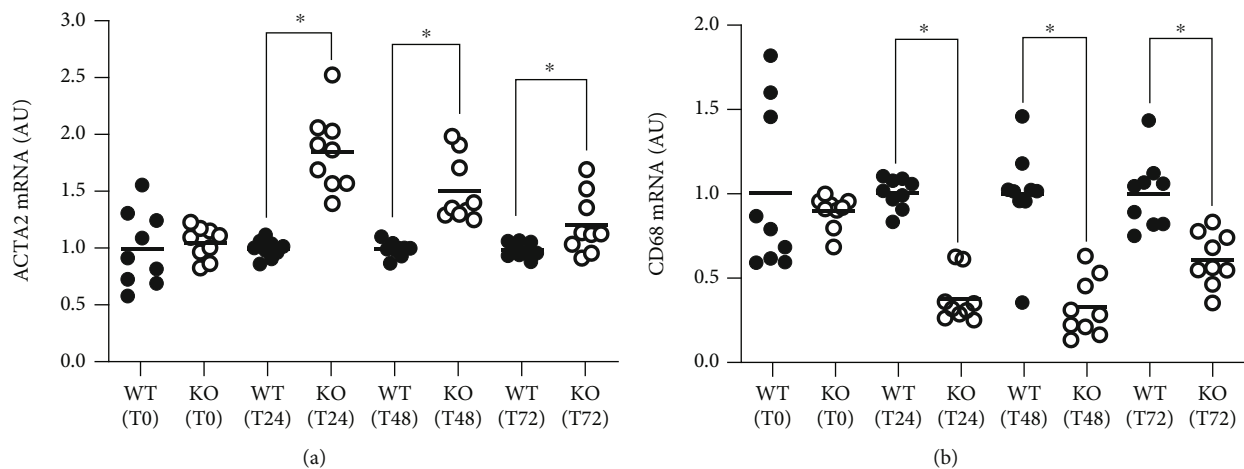 ACTA2 mRNA (AU)
3.0
2.5
2.0
1.5
1.0
0.5
0.0
* * *
WT KO WT KO WT KO WT KO
(T0) (T0) (T24) (T24) (T48) (T48) (T72) (T72)
(a)
CD68 mRNA (AU)
2.0
1.5
1.0
0.5
0.0
* * *
WT KO WT KO WT KO WT KO
(T0) (T0) (T24) (T24) (T48) (T48) (T72) (T72)
(b)